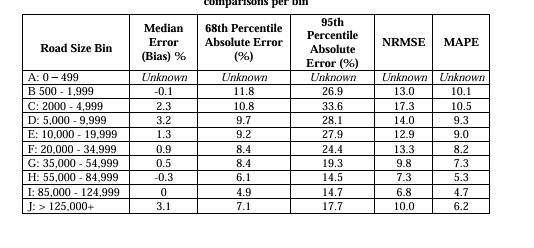 comparisons per bin
Road Size Bin | Median Error (Bias) % | 68th Percentile Absolute Error (%) | 95th Percentile Absolute Error (%) | NRMSE | MAPE
A: 0 – 499 | Unknown | Unknown | Unknown | Unknown | Unknown
B 500 - 1,999 | -0.1 | 11.8 | 26.9 | 13.0 | 10.1
C: 2000 - 4,999 | 2.3 | 10.8 | 33.6 | 17.3 | 10.5
D: 5,000 - 9,999 | 3.2 | 9.7 | 28.1 | 14.0 | 9.3
E: 10,000 - 19,999 | 1.3 | 9.2 | 27.9 | 12.9 | 9.0
F: 20,000 - 34,999 | 0.9 | 8.4 | 24.4 | 13.3 | 8.2
G: 35,000 - 54,999 | 0.5 | 8.4 | 19.3 | 9.8 | 7.3
H: 55,000 - 84,999 | -0.3 | 6.1 | 14.5 | 7.3 | 5.3
I: 85,000 - 124,999 | 0 | 4.9 | 14.7 | 6.8 | 4.7
J: > 125,000+ | 3.1 | 7.1 | 17.7 | 10.0 | 6.2